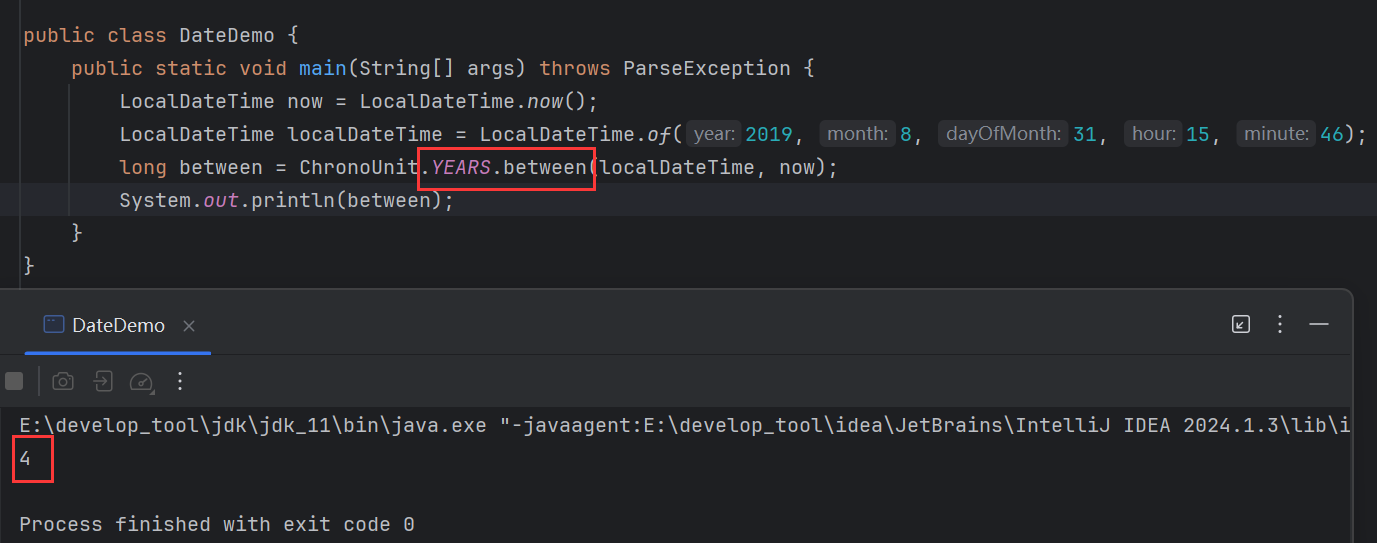 public class DateDemo {
public static void main(String[] args) throws ParseException {
LocalDateTime now = LocalDateTime.now();
LocalDateTime localDateTime = LocalDateTime.of( year: 2019, month: 8, dayOfMonth: 31, hour: 15, minute: 46);
long between = ChronoUnit.YEARS.between(localDateTime, now);
System.out.println(between);
}
}
DateDemo
E:\develop_tool\jdk\jdk_11\bin\java.exe "-javaagent:E:\develop_tool\idea\JetBrains\IntelliJ IDEA 2024.1.3\lib\i
4
Process finished with exit code 0